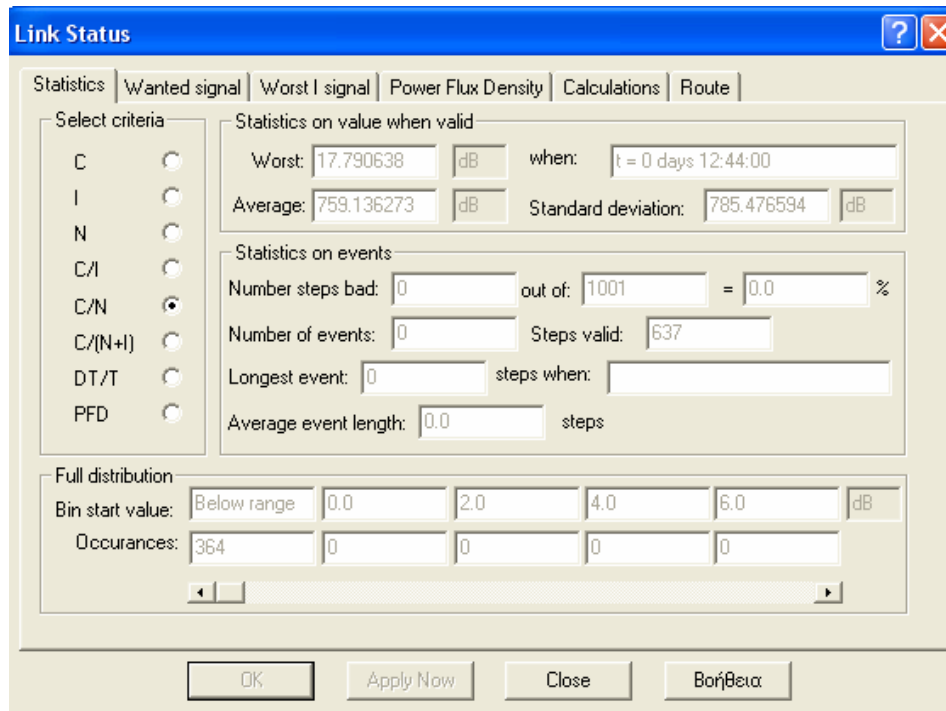 Link Status
Statistics Wanted signal Worst I signal Power Flux Density Calculations Route
Select criteria
C
I
N
C/I
C/N
C/(N+I)
DT/T
PFD
Statistics on value when valid
Worst: 17.790638 dB when: t = 0 days 12:44:00
Average: 759.136273 dB Standard deviation: 785.476594 dB
Statistics on events
Number steps bad: 0 out of: 1001 = 0.0 %
Number of events: 0 Steps valid: 637
Longest event: 0 steps when:
Average event length: 0.0 steps
Full distribution
Bin start value: Below range 0.0 2.0 4.0 6.0 dB
Occurances: 364 0 0 0 0
OK Apply Now Close Βοήθεια